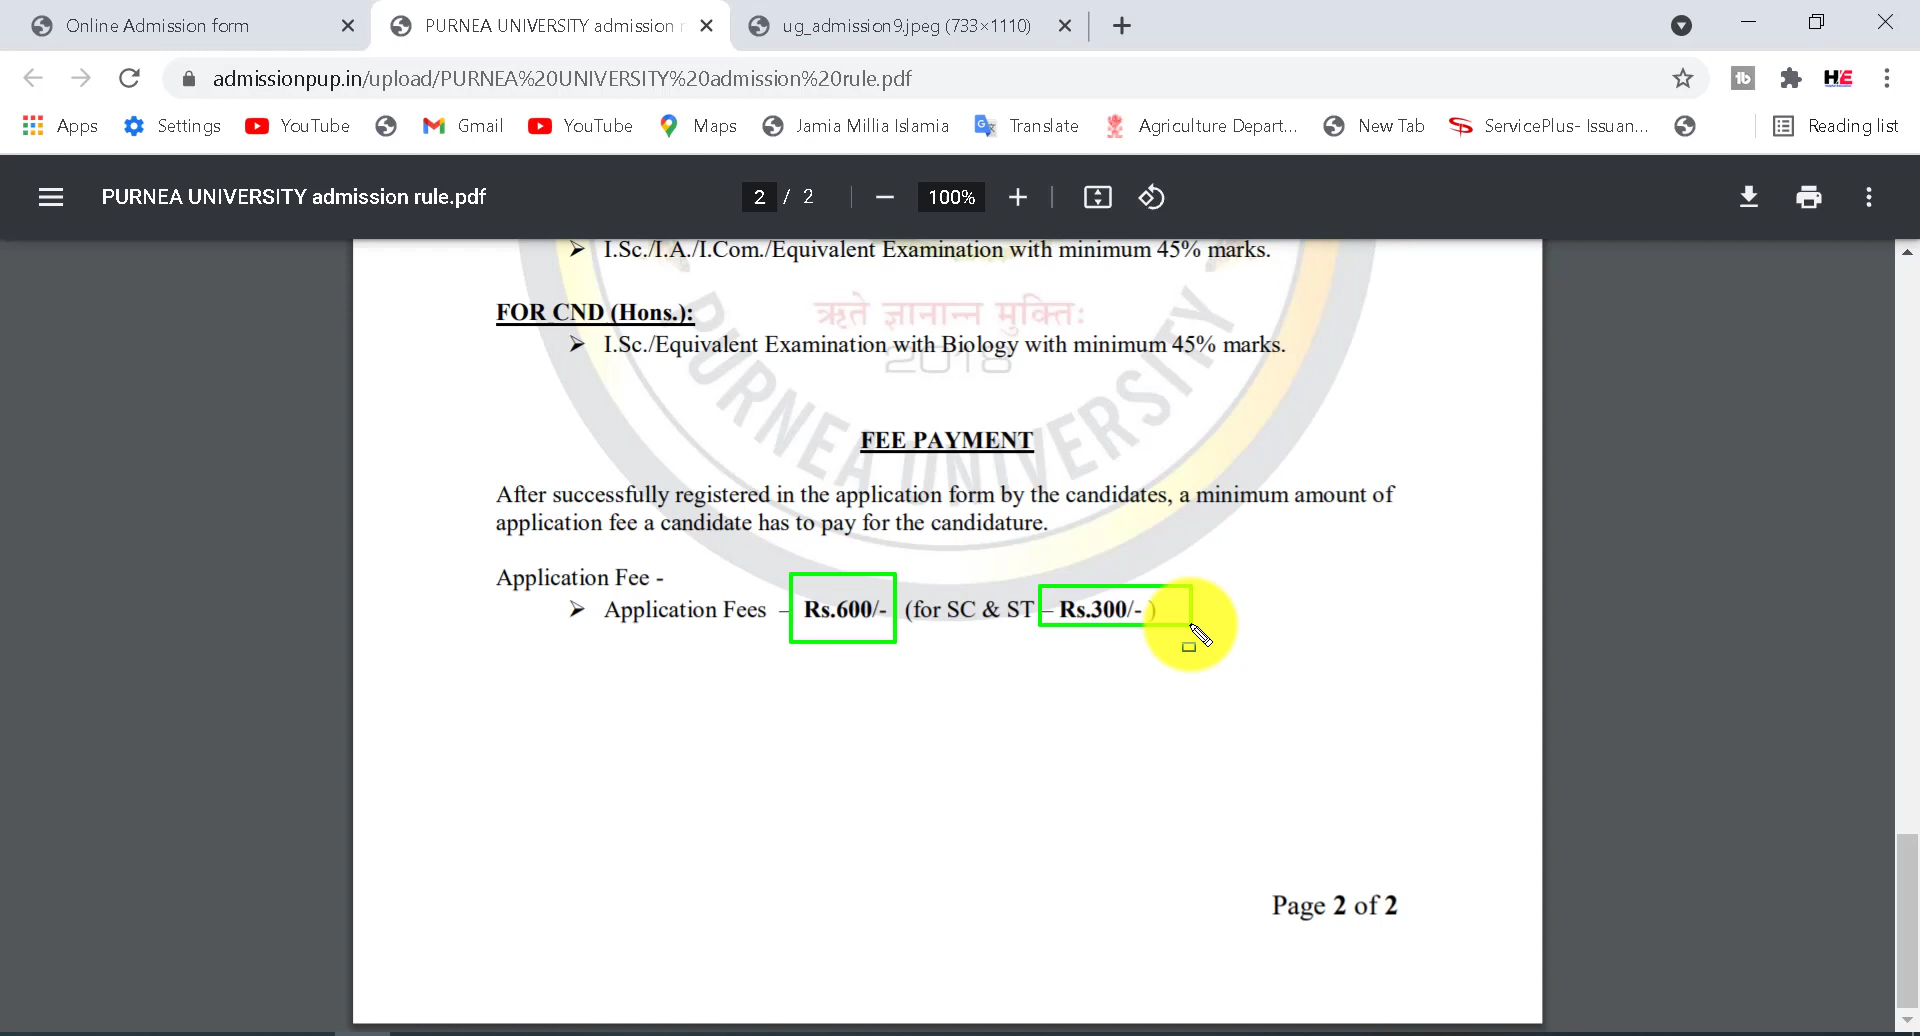 Online Admission form
PURNEA UNIVERSITY admission r
ug_admission9.jpeg (733×1110)
admissionpup.in/upload/PURNEA%20UNIVERSITY%20admission%20rule.pdf
Apps Settings YouTube Gmail YouTube Maps Jamia Millia Islamia Translate Agriculture Depart... New Tab ServicePlus- Issuan... Reading list
PURNEA UNIVERSITY admission rule.pdf 2 / 2 100%
➢ I.Sc./I.A./I.Com./Equivalent Examination with minimum 45% marks.
ऋते ज्ञानान्न मुक्तिः
FOR CND (Hons.):
➢ I.Sc./Equivalent Examination with Biology with minimum 45% marks.
2018
PURNEA UNIVERSITY
FEE PAYMENT
After successfully registered in the application form by the candidates, a minimum amount of
application fee a candidate has to pay for the candidature.
Application Fee -
➢ Application Fees – Rs.600/- (for SC & ST – Rs.300/- )
Page 2 of 2